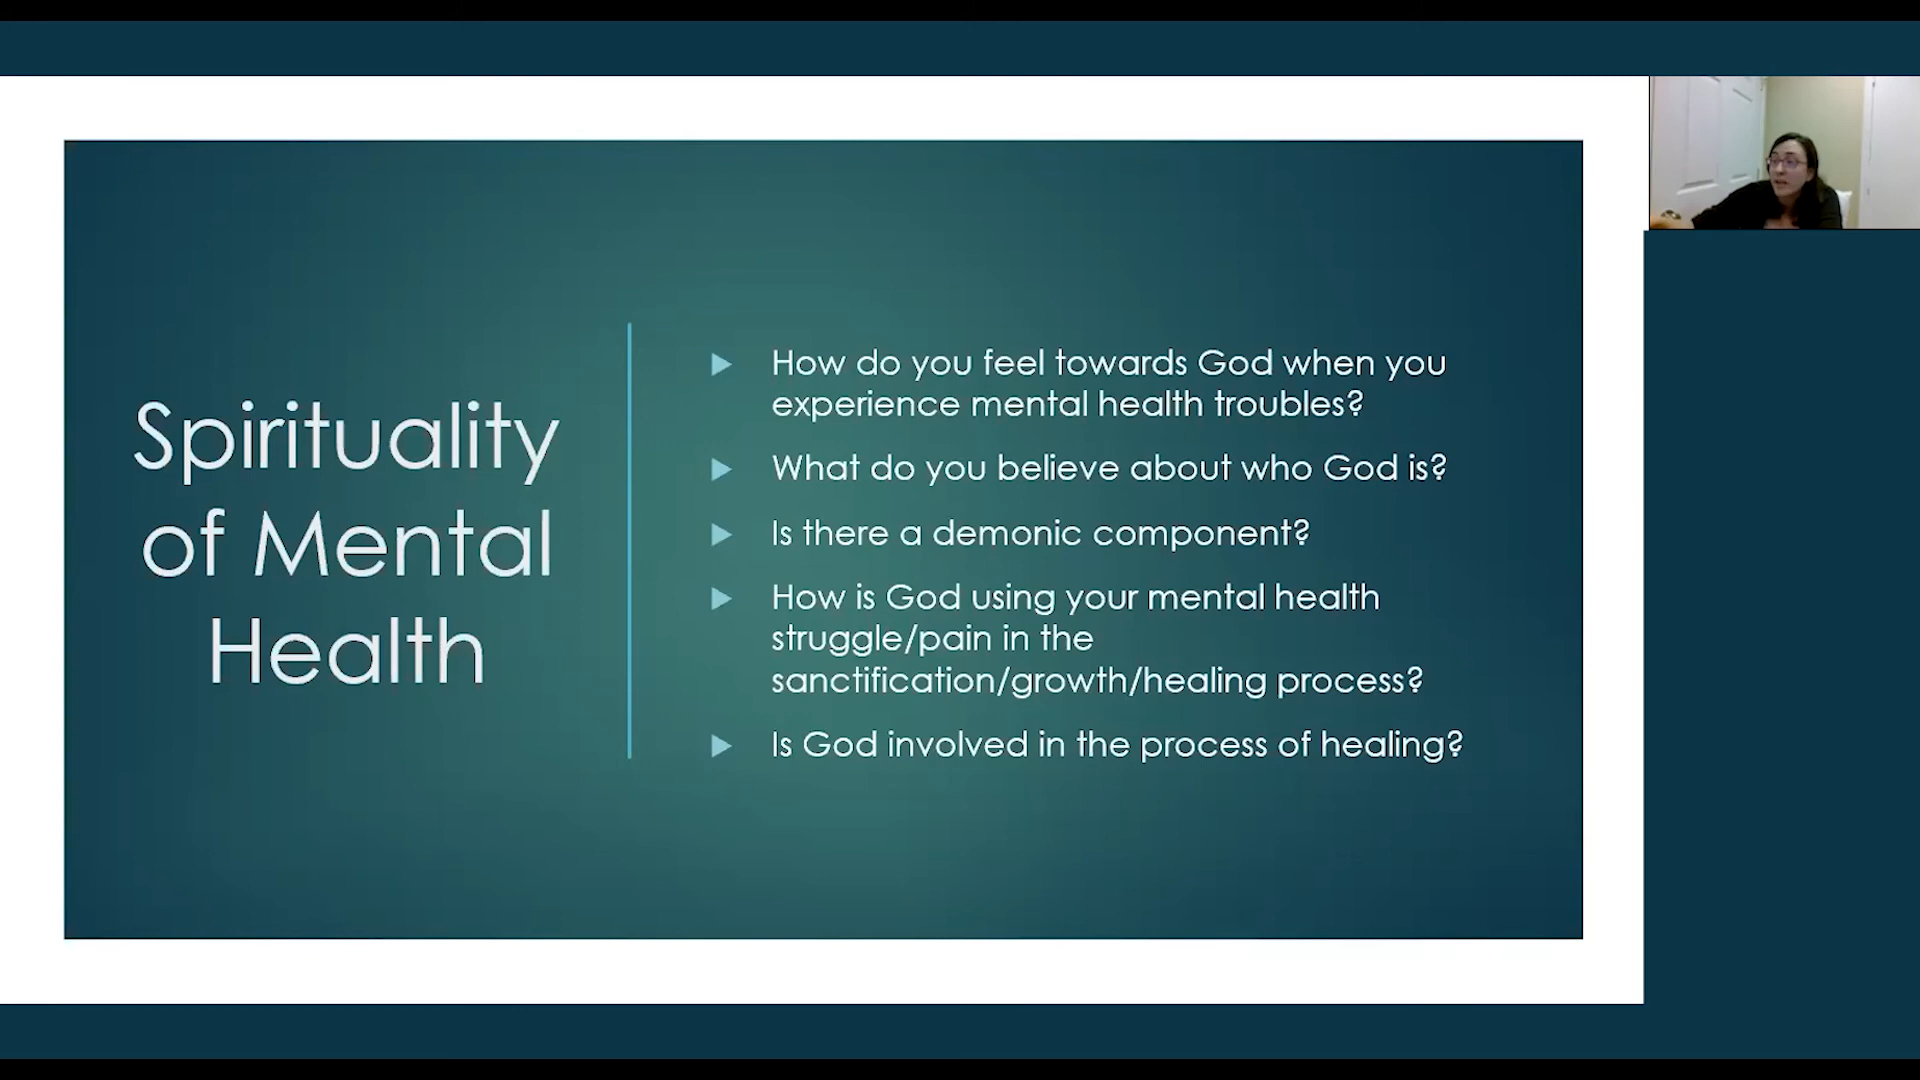 Spirituality
of Mental
Health
How do you feel towards God when you
experience mental health troubles?
What do you believe about who God is?
Is there a demonic component?
How is God using your mental health
struggle/pain in the
sanctification/growth/healing process?
Is God involved in the process of healing?